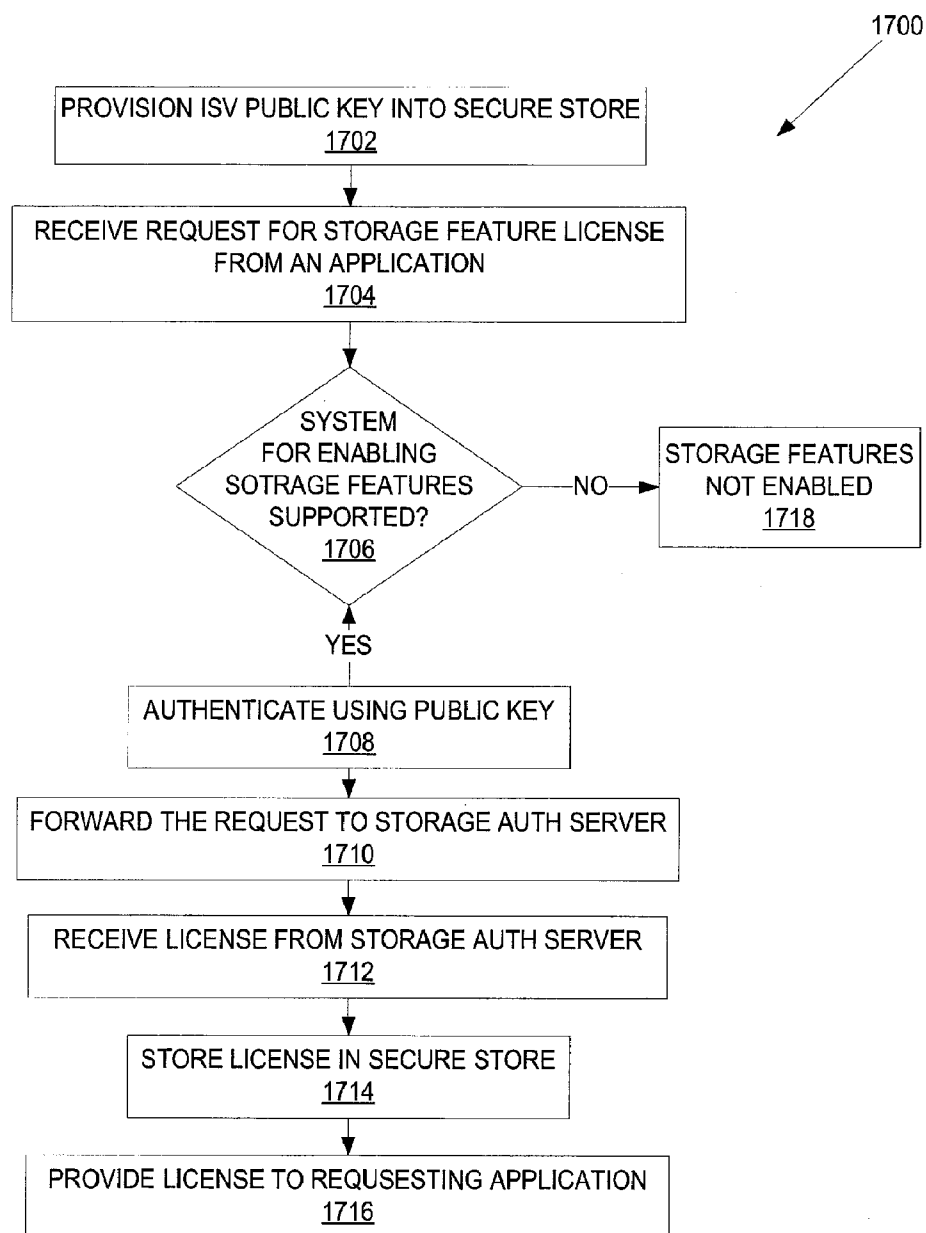 1700
PROVISION ISV PUBLIC KEY INTO SECURE STORE
1702
RECEIVE REQUEST FOR STORAGE FEATURE LICENSE
FROM AN APPLICATION
1704
SYSTEM
FOR ENABLING
SOTRAGE FEATURES
SUPPORTED?
1706
NO
STORAGE FEATURES
NOT ENABLED
1718
YES
AUTHENTICATE USING PUBLIC KEY
1708
FORWARD THE REQUEST TO STORAGE AUTH SERVER
1710
RECEIVE LICENSE FROM STORAGE AUTH SERVER
1712
STORE LICENSE IN SECURE STORE
1714
PROVIDE LICENSE TO REQUSESTING APPLICATION
1716